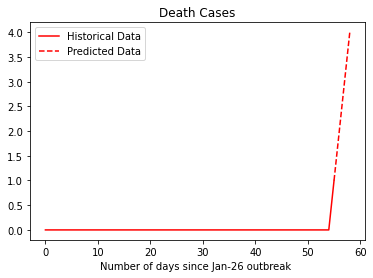 Death Cases
Historical Data
Predicted Data
4.0
3.5
3.0
2.5
2.0
1.5
1.0
0.5
0.0
0 10 20 30 40 50 60
Number of days since Jan-26 outbreak